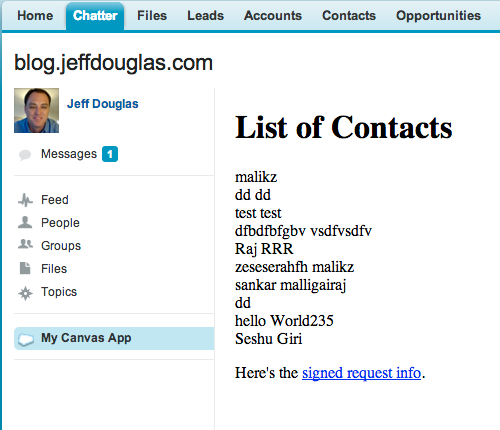 Home Chatter Files Leads Accounts Contacts Opportunities
blog.jeffdouglas.com
Jeff Douglas
Messages 1
Feed
People
Groups
Files
Topics
My Canvas App
List of Contacts
malikz
dd dd
test test
dfbdfbfgbv vsdfvsdfv
Raj RRR
zeseserahfh malikz
sankar malligairaj
dd
hello World235
Seshu Giri
Here's the signed request info.